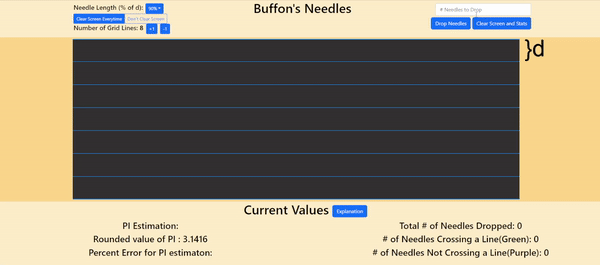 Needle Length (% of d): 90%
Buffon's Needles
# Needles to Drop
Clear Screen Everytime Don't Clear Screen
Drop Needles Clear Screen and Stats
Number of Grid Lines: 8 +1 -1
}d
Current Values Explanation
PI Estimation:
Total # of Needles Dropped: 0
Rounded value of PI : 3.1416
# of Needles Crossing a Line(Green): 0
Percent Error for PI estimaton:
# of Needles Not Crossing a Line(Purple): 0